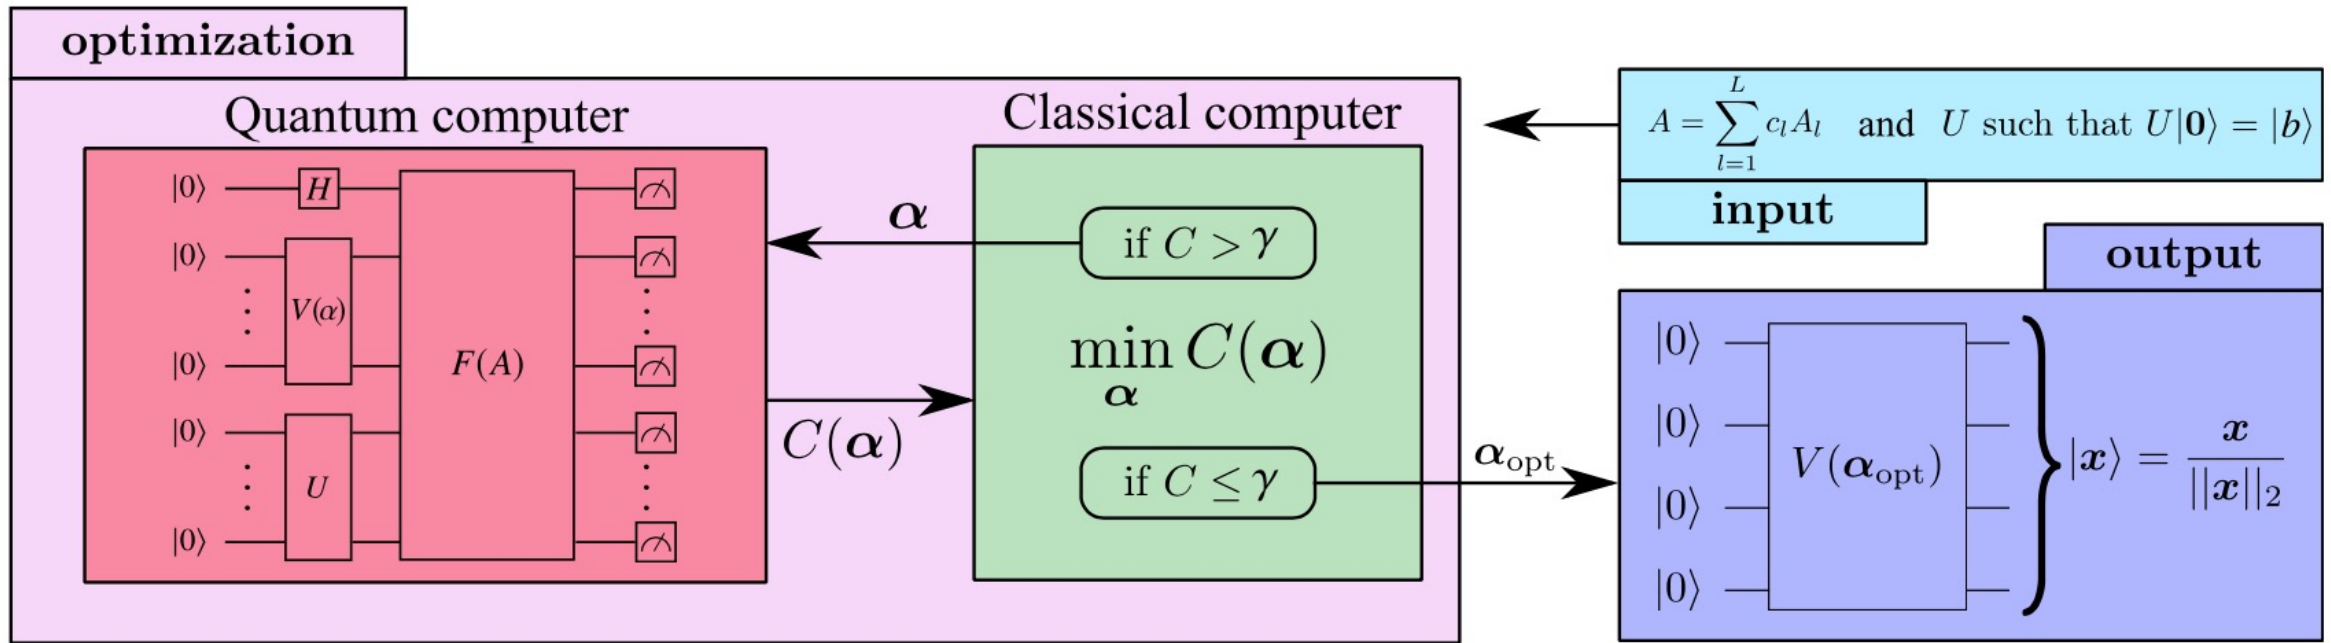 optimization
Quantum computer
|0⟩ H
|0⟩
V(α)
|0⟩
F(A)
|0⟩
U
|0⟩
α
C(α)
Classical computer
if C > γ
min C(α)
α
if C ≤ γ
α_opt
A = ∑_{l=1}^{L} c_l A_l and U such that U|0⟩ = |b⟩
input
output
|0⟩
|0⟩
|0⟩
|0⟩
V(α_opt)
|x⟩ = x / ||x||₂